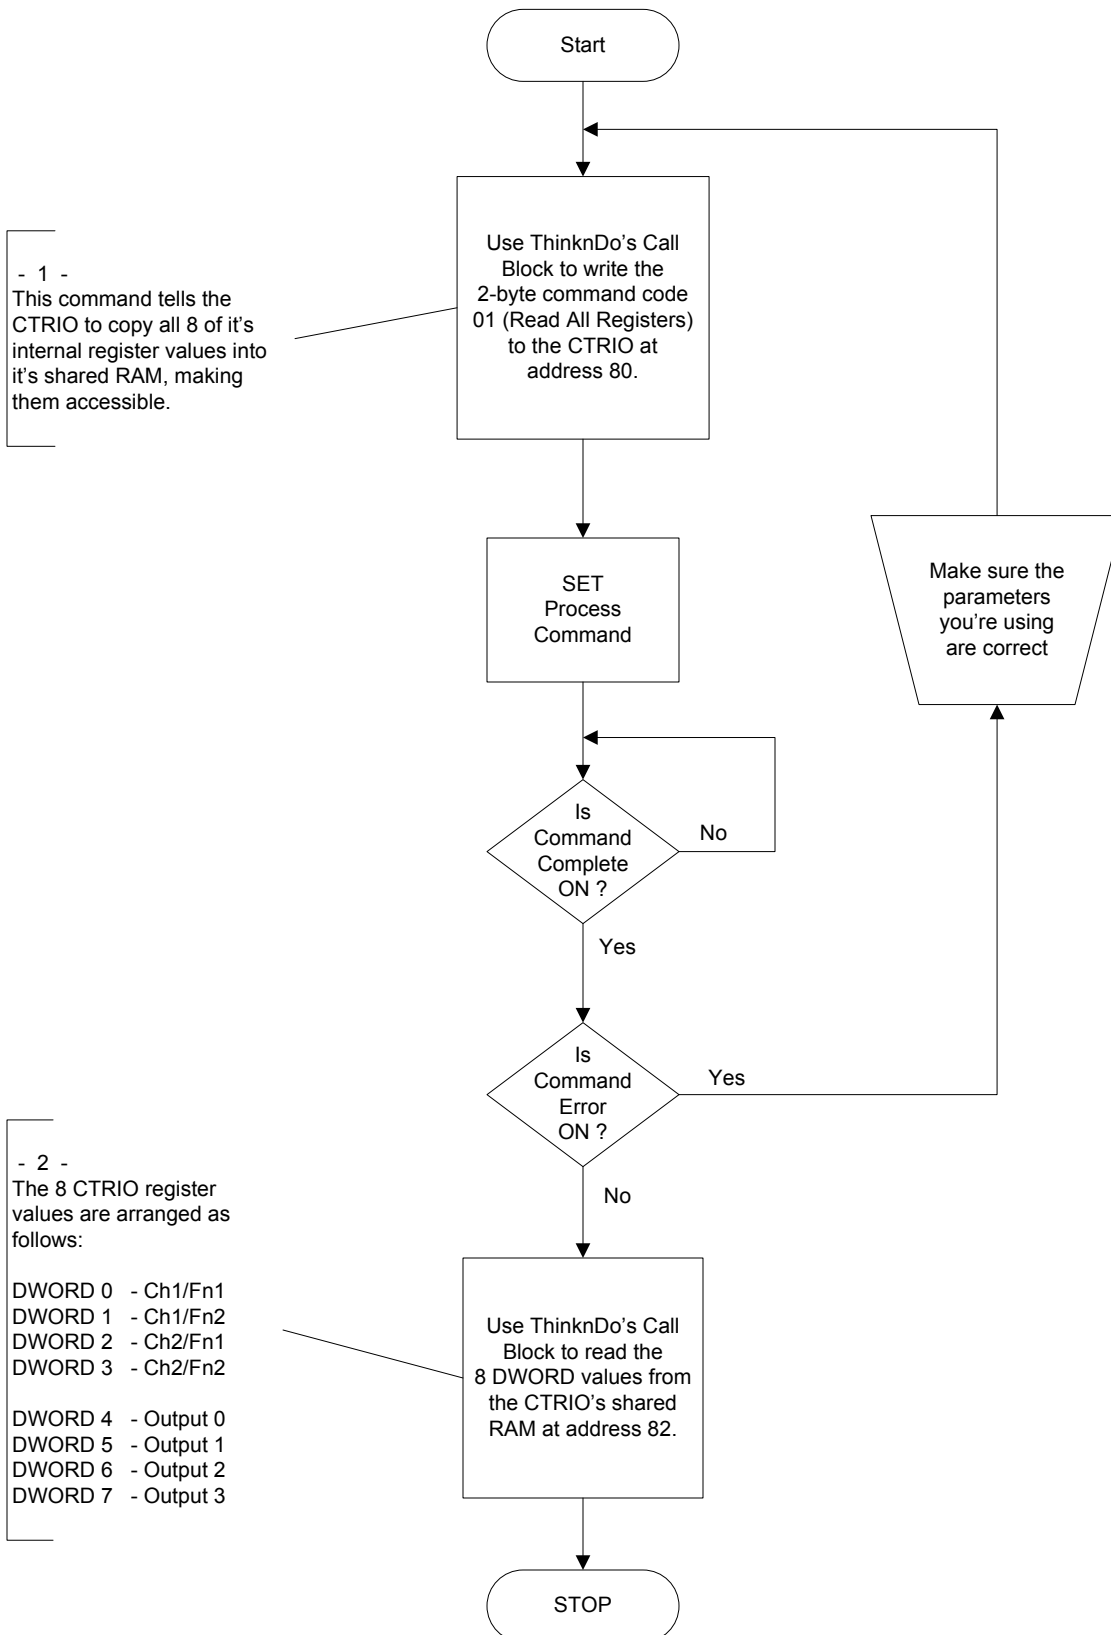 Start
Use ThinknDo's Call
Block to write the
2-byte command code
01 (Read All Registers)
to the CTRIO at
address 80.
- 1 -
This command tells the
CTRIO to copy all 8 of it's
internal register values into
it's shared RAM, making
them accessible.
SET
Process
Command
Make sure the
parameters
you're using
are correct
Is
Command
Complete
ON ?
No
Yes
Is
Command
Error
ON ?
Yes
No
- 2 -
The 8 CTRIO register
values are arranged as
follows:
DWORD 0 - Ch1/Fn1
DWORD 1 - Ch1/Fn2
DWORD 2 - Ch2/Fn1
DWORD 3 - Ch2/Fn2
DWORD 4 - Output 0
DWORD 5 - Output 1
DWORD 6 - Output 2
DWORD 7 - Output 3
Use ThinknDo's Call
Block to read the
8 DWORD values from
the CTRIO's shared
RAM at address 82.
STOP